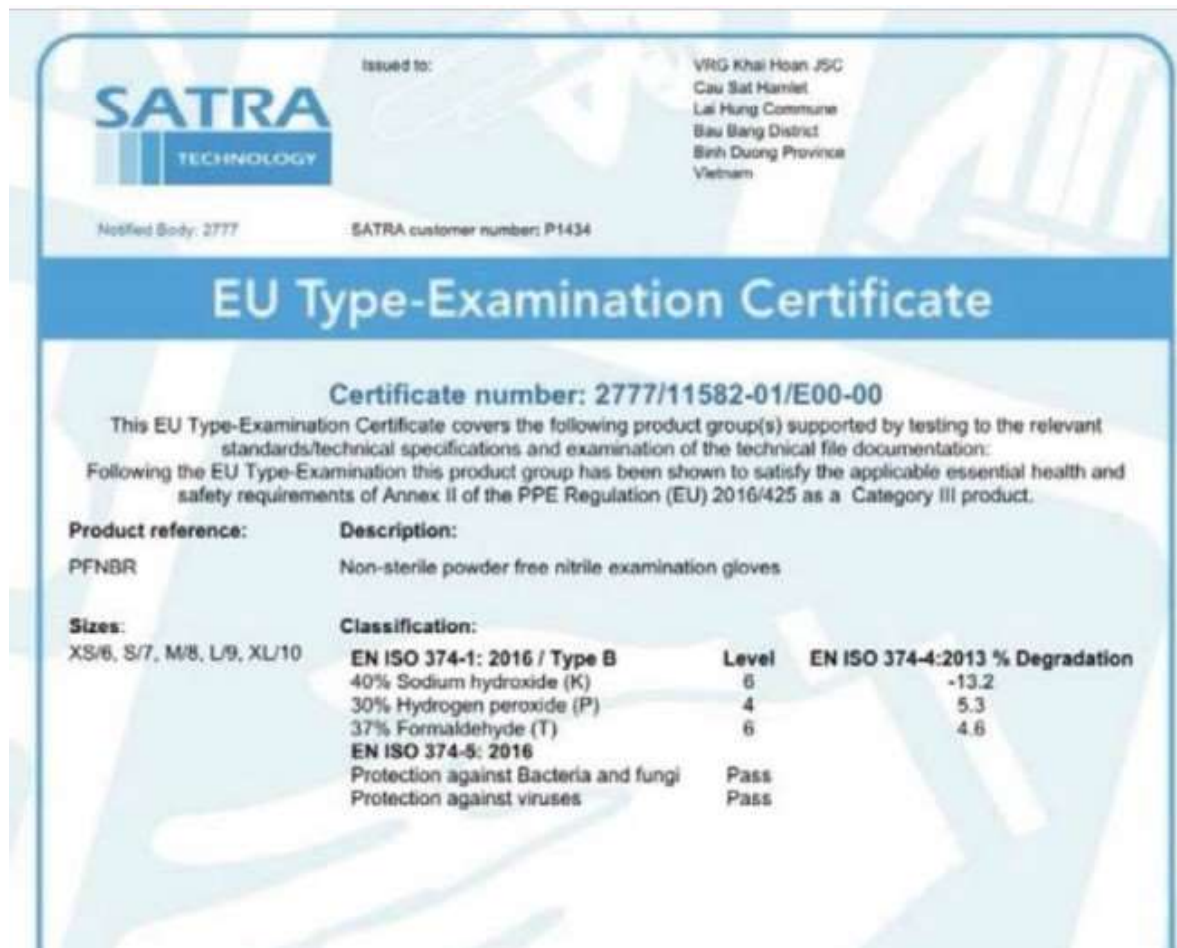 SATRA
TECHNOLOGY
Issued to:
VRG Khai Hoan JSC
Cau Sat Hamlet
Lai Hung Commune
Bau Bang District
Binh Duong Province
Vietnam
Notified Body: 2777
SATRA customer number: P1434
EU Type-Examination Certificate
Certificate number: 2777/11582-01/E00-00
This EU Type-Examination Certificate covers the following product group(s) supported by testing to the relevant
standards/technical specifications and examination of the technical file documentation:
Following the EU Type-Examination this product group has been shown to satisfy the applicable essential health and
safety requirements of Annex II of the PPE Regulation (EU) 2016/425 as a Category III product.
Product reference: Description:
PFNBR Non-sterile powder free nitrile examination gloves
Sizes: Classification:
XS/6, S/7, M/8, L/9, XL/10 EN ISO 374-1: 2016 / Type B Level EN ISO 374-4:2013 % Degradation
40% Sodium hydroxide (K) 6 -13.2
30% Hydrogen peroxide (P) 4 5.3
37% Formaldehyde (T) 6 4.6
EN ISO 374-5: 2016
Protection against Bacteria and fungi Pass
Protection against viruses Pass